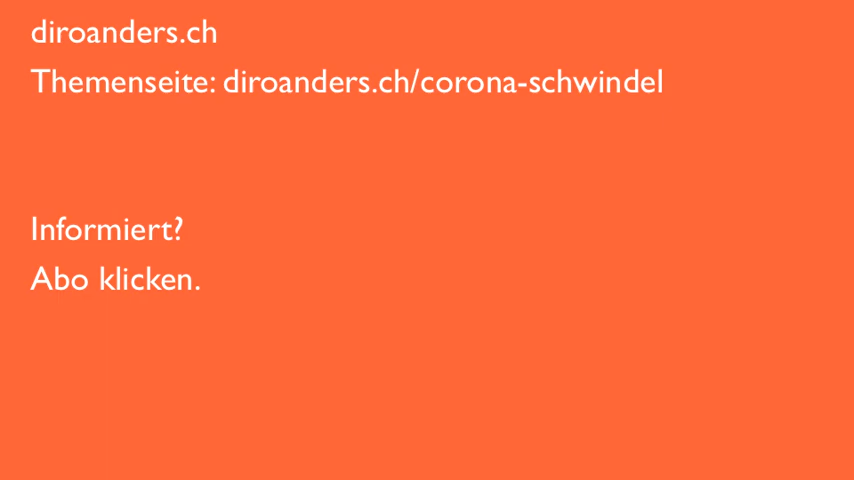 diroanders.ch
Themenseite: diroanders.ch/corona-schwindel
Informiert?
Abo klicken.